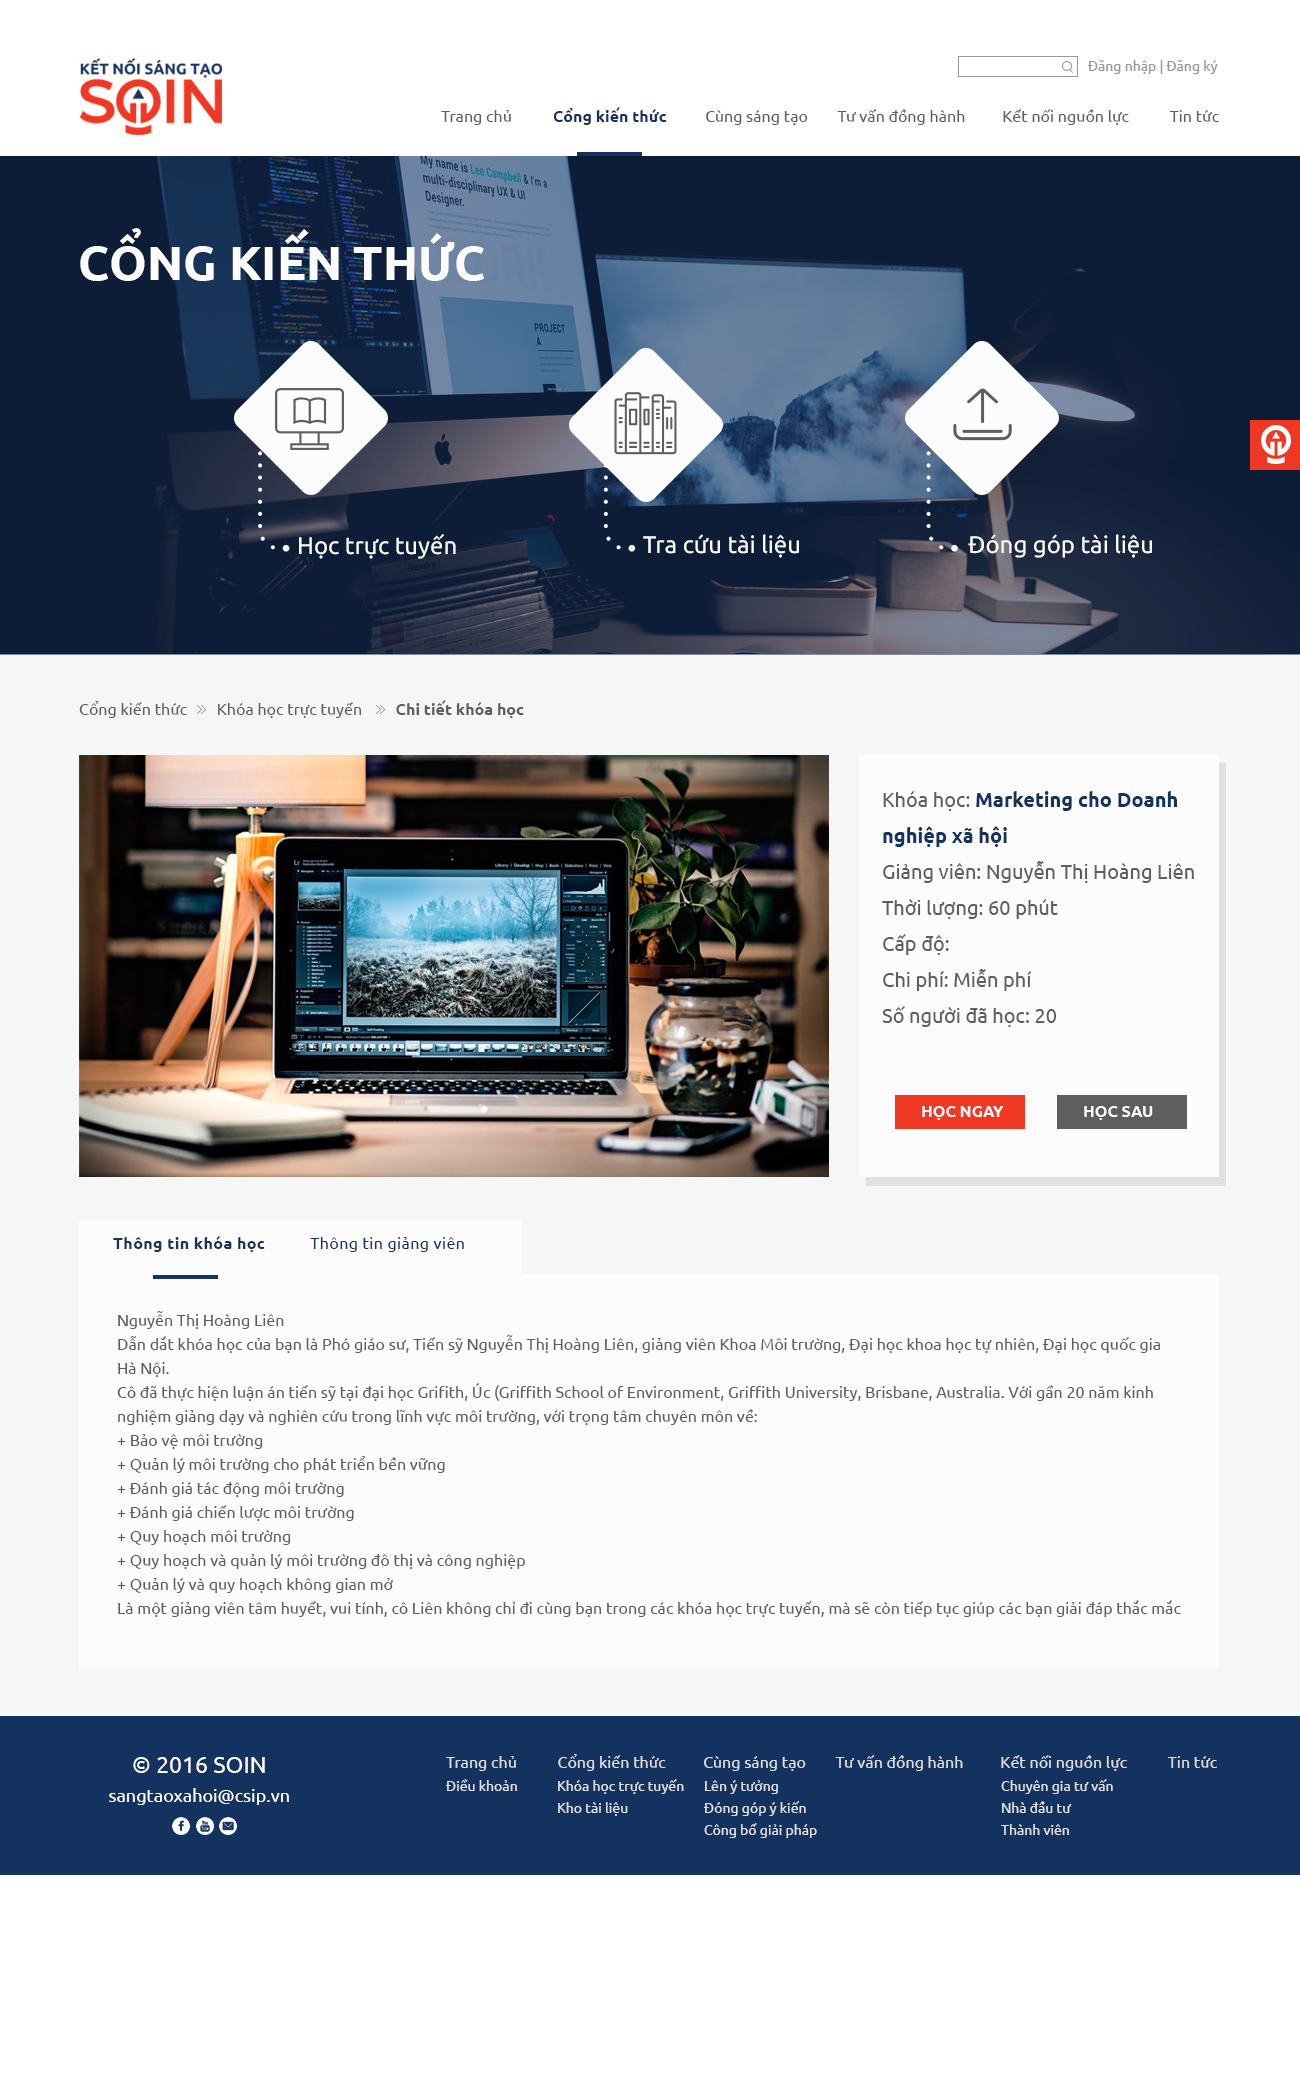 KẾT NỐI SÁNG TẠO
SOIN
Đăng nhập | Đăng ký
Trang chủ Cổng kiến thức Cùng sáng tạo Tư vấn đồng hành Kết nối nguồn lực Tin tức
My name is Lee Campbell & I'm a
multi-disciplinary UX & UI
Designer.
CỔNG KIẾN THỨC
PROJECT
A
Học trực tuyến Tra cứu tài liệu Đóng góp tài liệu
Cổng kiến thức Khóa học trực tuyến Chi tiết khóa học
Khóa học: Marketing cho Doanh
nghiệp xã hội
Giảng viên: Nguyễn Thị Hoàng Liên
Thời lượng: 60 phút
Cấp độ:
Chi phí: Miễn phí
Số người đã học: 20
HỌC NGAY HỌC SAU
Thông tin khóa học Thông tin giảng viên
Nguyễn Thị Hoàng Liên
Dẫn dắt khóa học của bạn là Phó giáo sư, Tiến sỹ Nguyễn Thị Hoàng Liên, giảng viên Khoa Môi trường, Đại học khoa học tự nhiên, Đại học quốc gia
Hà Nội.
Cô đã thực hiện luận án tiến sỹ tại đại học Grifith, Úc (Griffith School of Environment, Griffith University, Brisbane, Australia. Với gần 20 năm kinh
nghiệm giảng dạy và nghiên cứu trong lĩnh vực môi trường, với trọng tâm chuyên môn về:
+ Bảo vệ môi trường
+ Quản lý môi trường cho phát triển bền vững
+ Đánh giá tác động môi trường
+ Đánh giá chiến lược môi trường
+ Quy hoạch môi trường
+ Quy hoạch và quản lý môi trường đô thị và công nghiệp
+ Quản lý và quy hoạch không gian mở
Là một giảng viên tâm huyết, vui tính, cô Liên không chỉ đi cùng bạn trong các khóa học trực tuyến, mà sẽ còn tiếp tục giúp các bạn giải đáp thắc mắc
© 2016 SOIN
sangtaoxahoi@csip.vn
Trang chủ Cổng kiến thức Cùng sáng tạo Tư vấn đồng hành Kết nối nguồn lực Tin tức
Điều khoản Khóa học trực tuyến Lên ý tưởng Chuyên gia tư vấn
Kho tài liệu Đóng góp ý kiến Nhà đầu tư
Công bố giải pháp Thành viên